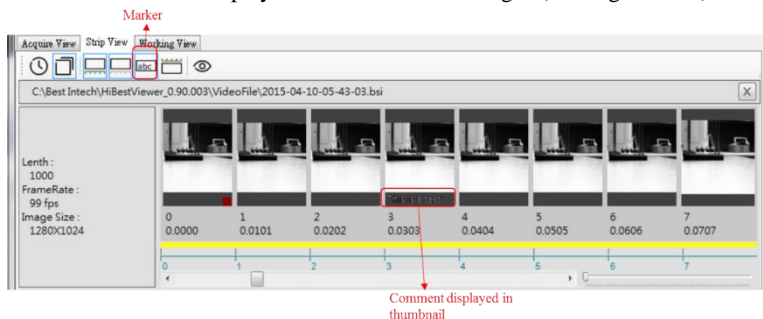 Marker
Acquire View Strip View Working View
abc
C:\Best Intech\HiBestViewer_0.90.003\VideoFile\2015-04-10-05-43-03.bsi
X
Lenth :
1000
FrameRate :
99 fps
Image Size :
1280X1024
This is a test
0 1 2 3 4 5 6 7
0.0000 0.0101 0.0202 0.0303 0.0404 0.0505 0.0606 0.0707
0 1 2 3 4 5 6 7
Comment displayed in
thumbnail